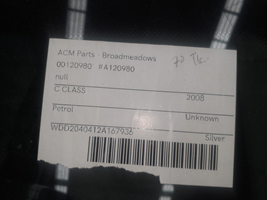 ACM Parts - Broadmeadows
00120980 #A120980
null
C CLASS 2008
Petrol Unknown
WDD2040412A167936 Silver